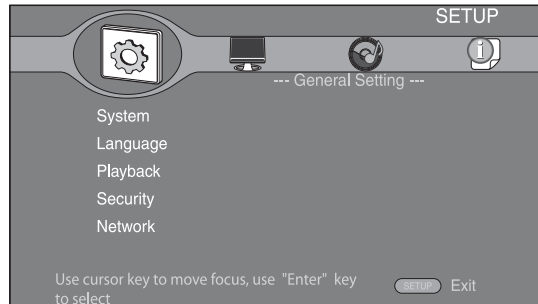 SETUP
--- General Setting ---
System
Language
Playback
Security
Network
Use cursor key to move focus, use "Enter" key
to select
SETUP Exit